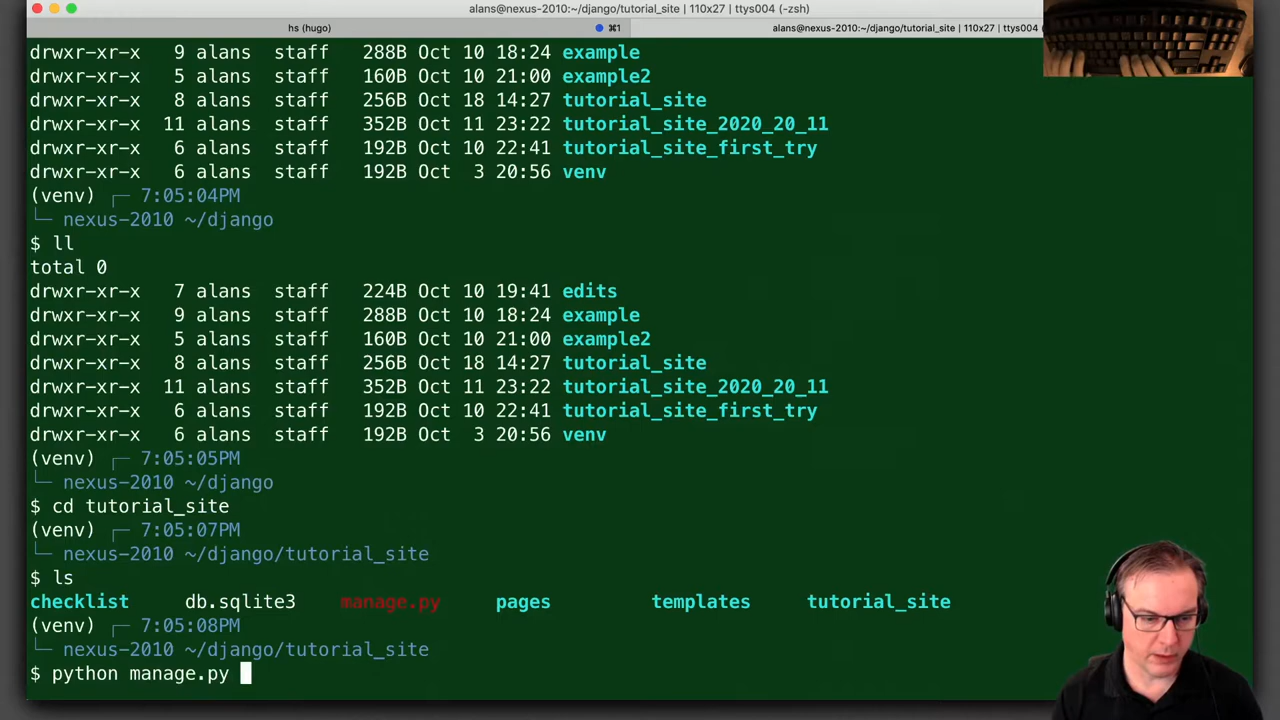 alans@nexus-2010:~/django/tutorial_site | 110x27 | ttys004 (-zsh)
hs (hugo) ⌘1 alans@nexus-2010:~/django/tutorial_site | 110x27 | ttys004 (
drwxr-xr-x 9 alans staff 288B Oct 10 18:24 example
drwxr-xr-x 5 alans staff 160B Oct 10 21:00 example2
drwxr-xr-x 8 alans staff 256B Oct 18 14:27 tutorial_site
drwxr-xr-x 11 alans staff 352B Oct 11 23:22 tutorial_site_2020_20_11
drwxr-xr-x 6 alans staff 192B Oct 10 22:41 tutorial_site_first_try
drwxr-xr-x 6 alans staff 192B Oct 3 20:56 venv
(venv) ┌─ 7:05:04PM
└─ nexus-2010 ~/django
$ ll
total 0
drwxr-xr-x 7 alans staff 224B Oct 10 19:41 edits
drwxr-xr-x 9 alans staff 288B Oct 10 18:24 example
drwxr-xr-x 5 alans staff 160B Oct 10 21:00 example2
drwxr-xr-x 8 alans staff 256B Oct 18 14:27 tutorial_site
drwxr-xr-x 11 alans staff 352B Oct 11 23:22 tutorial_site_2020_20_11
drwxr-xr-x 6 alans staff 192B Oct 10 22:41 tutorial_site_first_try
drwxr-xr-x 6 alans staff 192B Oct 3 20:56 venv
(venv) ┌─ 7:05:05PM
└─ nexus-2010 ~/django
$ cd tutorial_site
(venv) ┌─ 7:05:07PM
└─ nexus-2010 ~/django/tutorial_site
$ ls
checklist db.sqlite3 manage.py pages templates tutorial_site
(venv) ┌─ 7:05:08PM
└─ nexus-2010 ~/django/tutorial_site
$ python manage.py